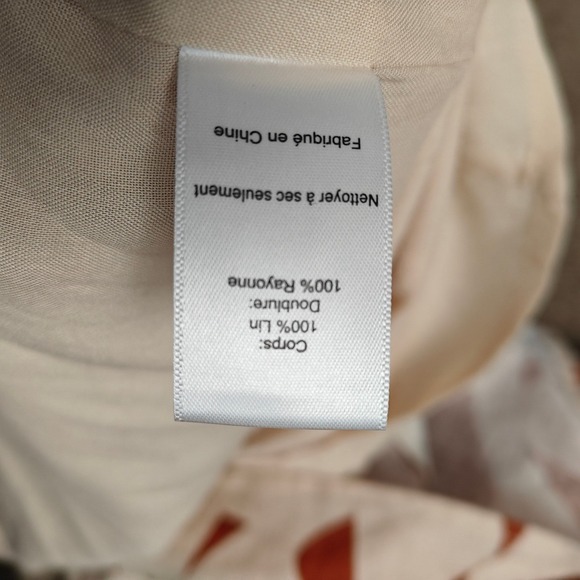 Corps:
100% Lin
Doublure:
100% Rayonne
Nettoyer à sec seulement
Fabriqué en Chine